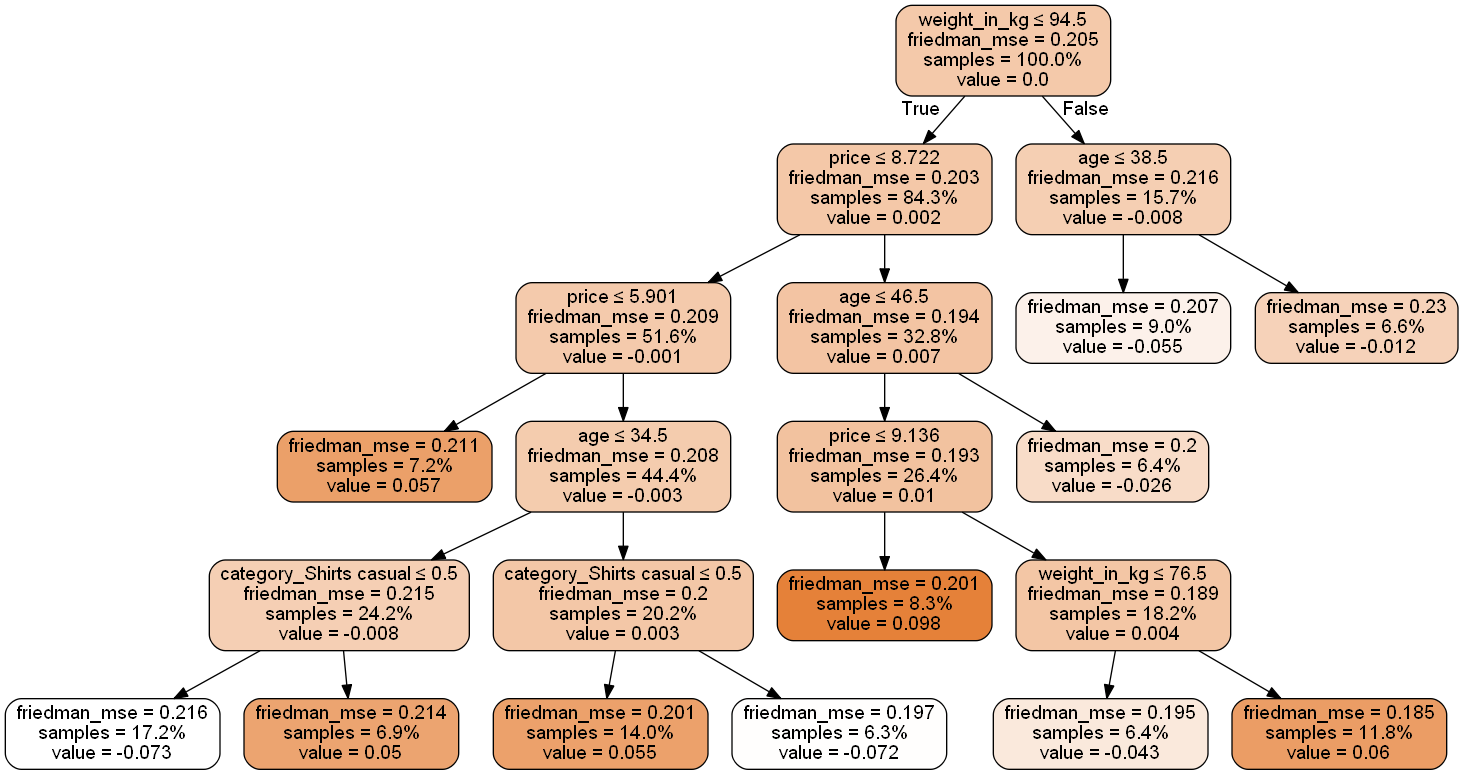 weight_in_kg ≤ 94.5
friedman_mse = 0.205
samples = 100.0%
value = 0.0
True
False
price ≤ 8.722
friedman_mse = 0.203
samples = 84.3%
value = 0.002
age ≤ 38.5
friedman_mse = 0.216
samples = 15.7%
value = -0.008
price ≤ 5.901
friedman_mse = 0.209
samples = 51.6%
value = -0.001
age ≤ 46.5
friedman_mse = 0.194
samples = 32.8%
value = 0.007
friedman_mse = 0.207
samples = 9.0%
value = -0.055
friedman_mse = 0.23
samples = 6.6%
value = -0.012
friedman_mse = 0.211
samples = 7.2%
value = 0.057
age ≤ 34.5
friedman_mse = 0.208
samples = 44.4%
value = -0.003
price ≤ 9.136
friedman_mse = 0.193
samples = 26.4%
value = 0.01
friedman_mse = 0.2
samples = 6.4%
value = -0.026
category_Shirts casual ≤ 0.5
friedman_mse = 0.215
samples = 24.2%
value = -0.008
category_Shirts casual ≤ 0.5
friedman_mse = 0.2
samples = 20.2%
value = 0.003
friedman_mse = 0.201
samples = 8.3%
value = 0.098
weight_in_kg ≤ 76.5
friedman_mse = 0.189
samples = 18.2%
value = 0.004
friedman_mse = 0.216
samples = 17.2%
value = -0.073
friedman_mse = 0.214
samples = 6.9%
value = 0.05
friedman_mse = 0.201
samples = 14.0%
value = 0.055
friedman_mse = 0.197
samples = 6.3%
value = -0.072
friedman_mse = 0.195
samples = 6.4%
value = -0.043
friedman_mse = 0.185
samples = 11.8%
value = 0.06